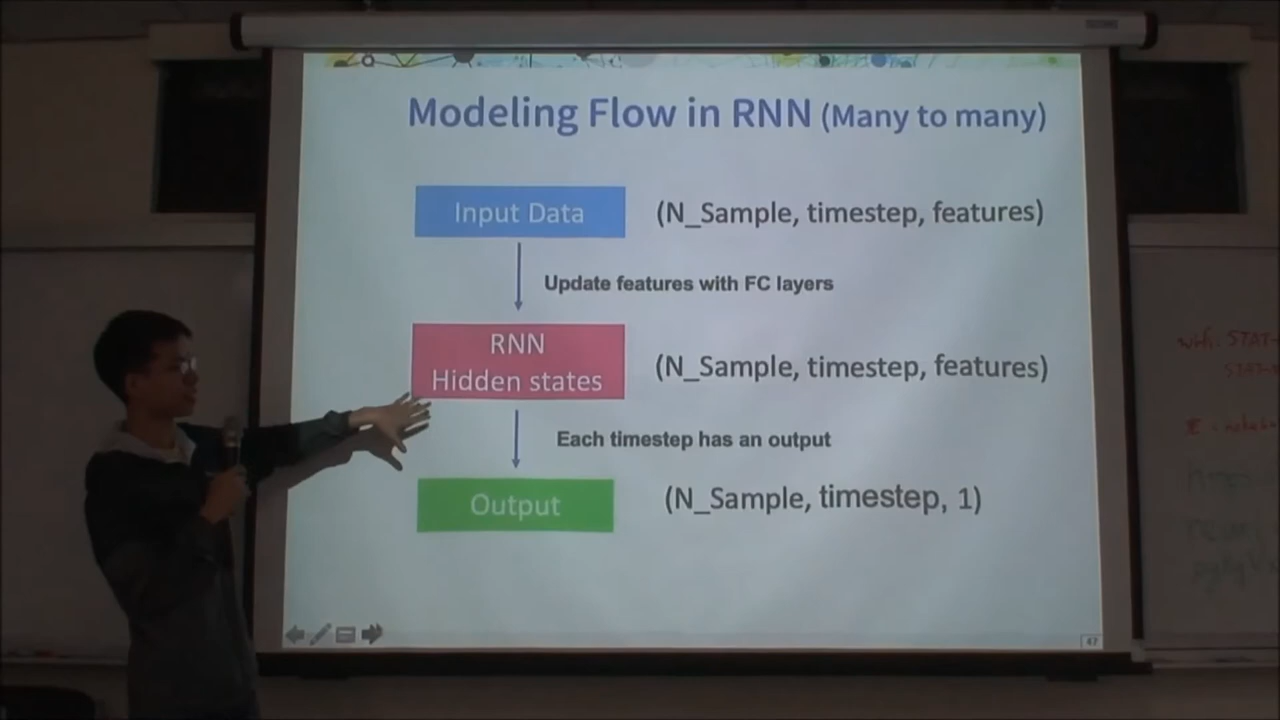 Modeling Flow in RNN (Many to many)
Input Data
(N_Sample, timestep, features)
Update features with FC layers
RNN
Hidden states
(N_Sample, timestep, features)
Each timestep has an output
Output
(N_Sample, timestep, 1)
47